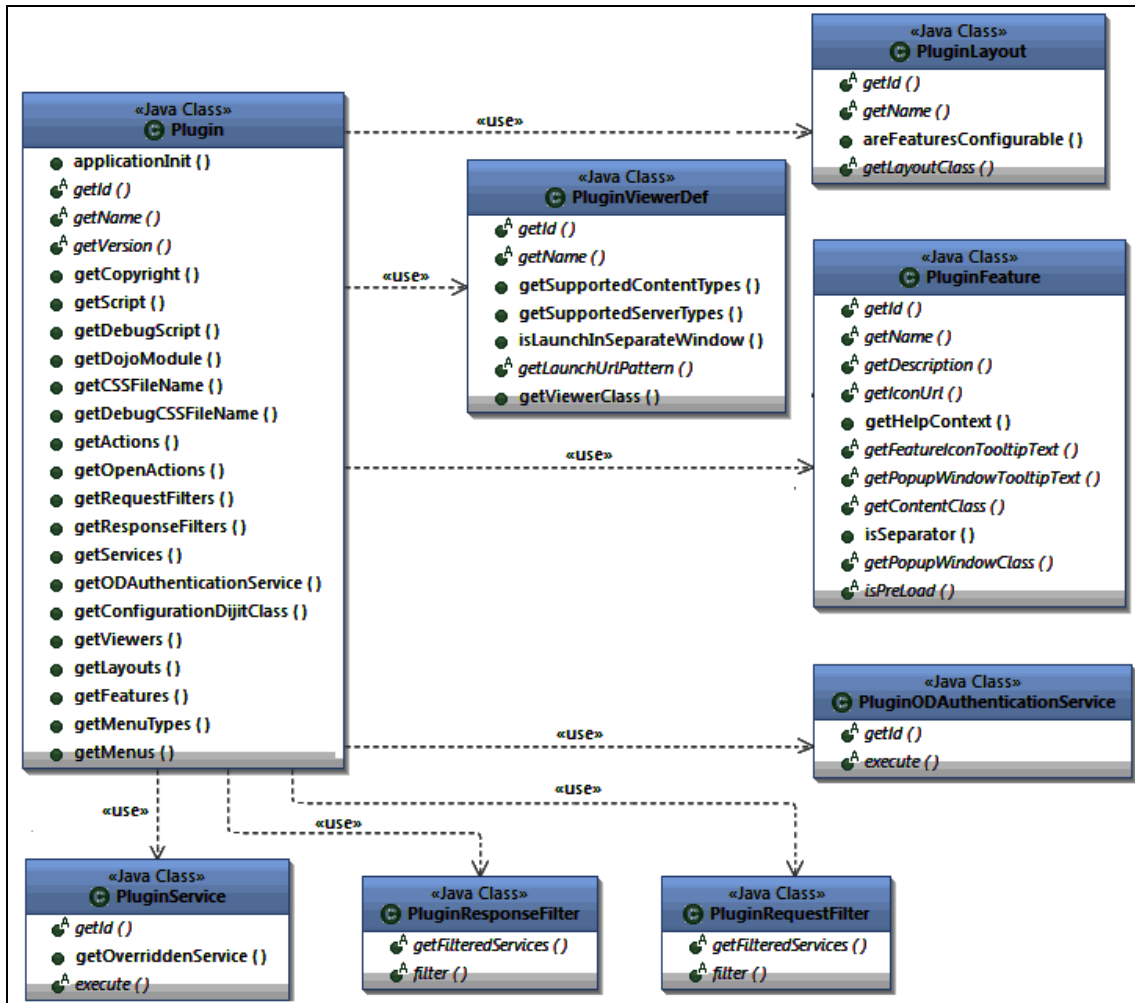 «Java Class»
PluginLayout
getId ( )
getName ( )
areFeaturesConfigurable ( )
getLayoutClass ( )
«Java Class»
Plugin
applicationInit ( )
getId ( )
getName ( )
getVersion ( )
getCopyright ( )
getScript ( )
getDebugScript ( )
getDojoModule ( )
getCSSFileName ( )
getDebugCSSFileName ( )
getActions ( )
getOpenActions ( )
getRequestFilters ( )
getResponseFilters ( )
getServices ( )
getODAuthenticationService ( )
getConfigurationDijitClass ( )
getViewers ( )
getLayouts ( )
getFeatures ( )
getMenuTypes ( )
getMenus ( )
«use»
«Java Class»
PluginViewerDef
getId ( )
getName ( )
getSupportedContentTypes ( )
getSupportedServerTypes ( )
isLaunchInSeparateWindow ( )
getLaunchUrlPattern ( )
getViewerClass ( )
«use»
«Java Class»
PluginFeature
getId ( )
getName ( )
getDescription ( )
getIconUrl ( )
getHelpContext ( )
getFeatureIconTooltipText ( )
getPopupWindowTooltipText ( )
getContentClass ( )
isSeparator ( )
getPopupWindowClass ( )
isPreLoad ( )
«use»
«Java Class»
PluginODAuthenticationService
getId ( )
execute ( )
«use»
«use»
«use»
«use»
«Java Class»
PluginService
getId ( )
getOverriddenService ( )
execute ( )
«Java Class»
PluginResponseFilter
getFilteredServices ( )
filter ( )
«Java Class»
PluginRequestFilter
getFilteredServices ( )
filter ( )